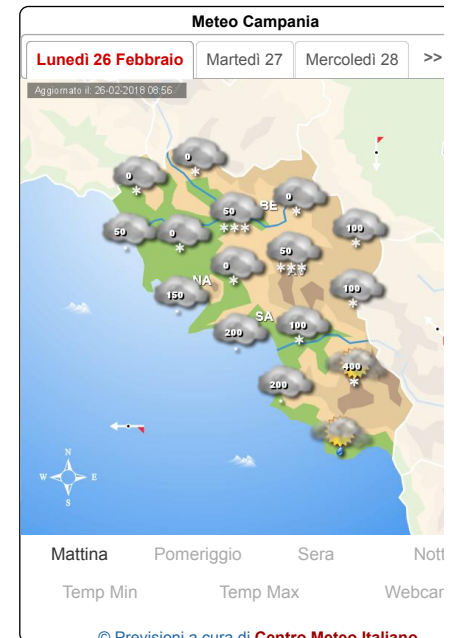 Meteo Campania
Lunedì 26 Febbraio Martedì 27 Mercoledì 28 >>
Aggiornato il: 26-02-2018 08:56
0
0
0
50 BE
50
0
100
50
0
NA
150
100
SA
200
100
400
200
N
W E
S
Mattina Pomeriggio Sera Nott
Temp Min Temp Max Webcar
© Previsioni a cura di Centro Meteo Italiano